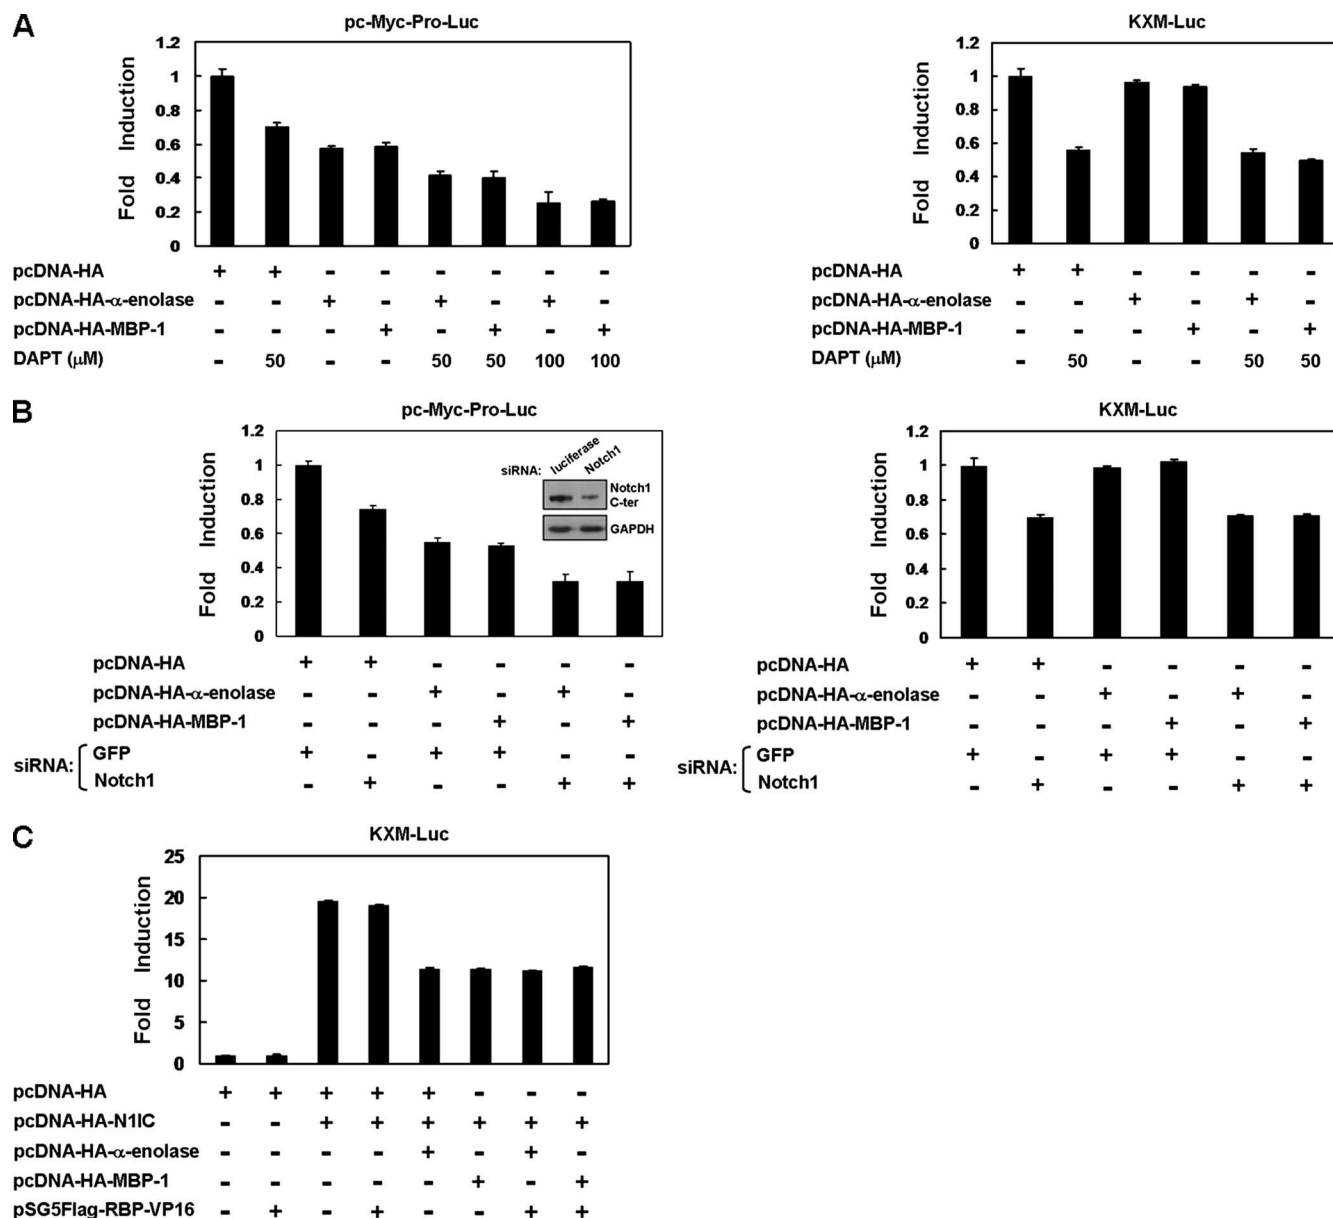 A
pc-Myc-Pro-Luc
Fold Induction
1.2
1
0.8
0.6
0.4
0.2
0
pcDNA-HA + + - - - - - -
pcDNA-HA-α-enolase - - + - + - + -
pcDNA-HA-MBP-1 - - - + - + - +
DAPT (μM) - 50 - - 50 50 100 100
KXM-Luc
Fold Induction
1.2
1
0.8
0.6
0.4
0.2
0
pcDNA-HA + + - - - -
pcDNA-HA-α-enolase - - + - + -
pcDNA-HA-MBP-1 - - - + - +
DAPT (μM) - 50 - - 50 50
B
pc-Myc-Pro-Luc
Fold Induction
1.2
1
0.8
0.6
0.4
0.2
0
siRNA: luciferase Notch1
Notch1
C-ter
GAPDH
pcDNA-HA + + - - - -
pcDNA-HA-α-enolase - - + - + -
pcDNA-HA-MBP-1 - - - + - +
siRNA:
GFP + - + + - -
Notch1 - + - - + +
KXM-Luc
Fold Induction
1.2
1
0.8
0.6
0.4
0.2
0
pcDNA-HA + + - - - -
pcDNA-HA-α-enolase - - + - + -
pcDNA-HA-MBP-1 - - - + - +
siRNA:
GFP + - + + - -
Notch1 - + - - + +
C
KXM-Luc
Fold Induction
25
20
15
10
5
0
pcDNA-HA + + + + + - - -
pcDNA-HA-N1IC - - + + + + + +
pcDNA-HA-α-enolase - - - - + - + -
pcDNA-HA-MBP-1 - - - - - + - +
pSG5Flag-RBP-VP16 - + - + - - + +